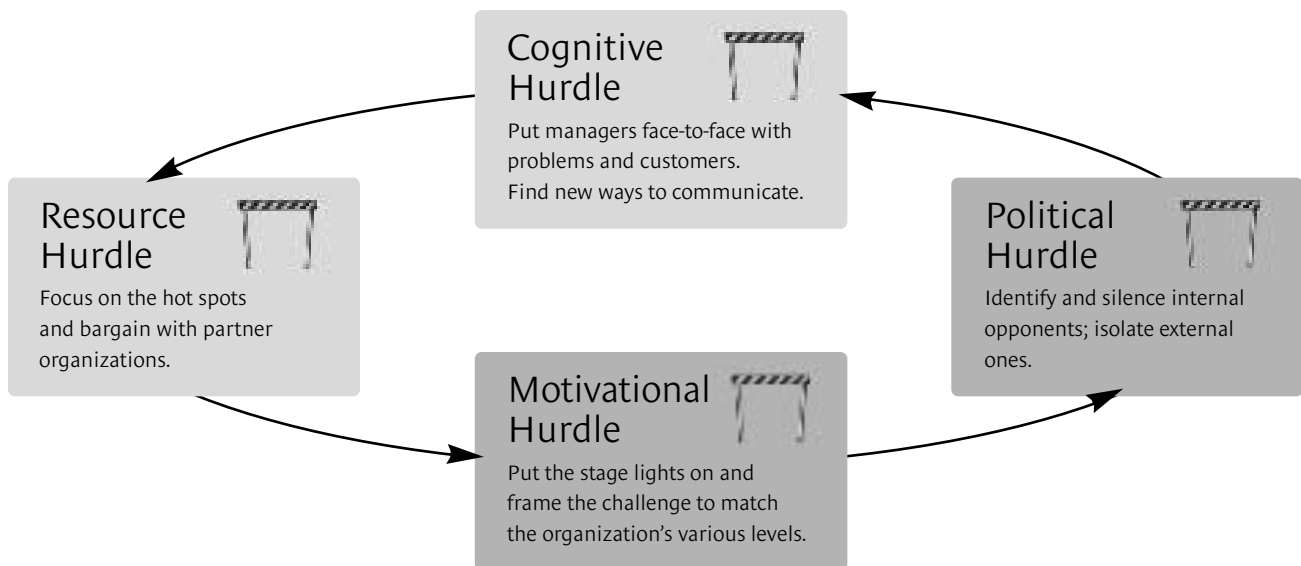 Cognitive
Hurdle
Put managers face-to-face with
problems and customers.
Find new ways to communicate.
Resource
Hurdle
Focus on the hot spots
and bargain with partner
organizations.
Political
Hurdle
Identify and silence internal
opponents; isolate external
ones.
Motivational
Hurdle
Put the stage lights on and
frame the challenge to match
the organization’s various levels.